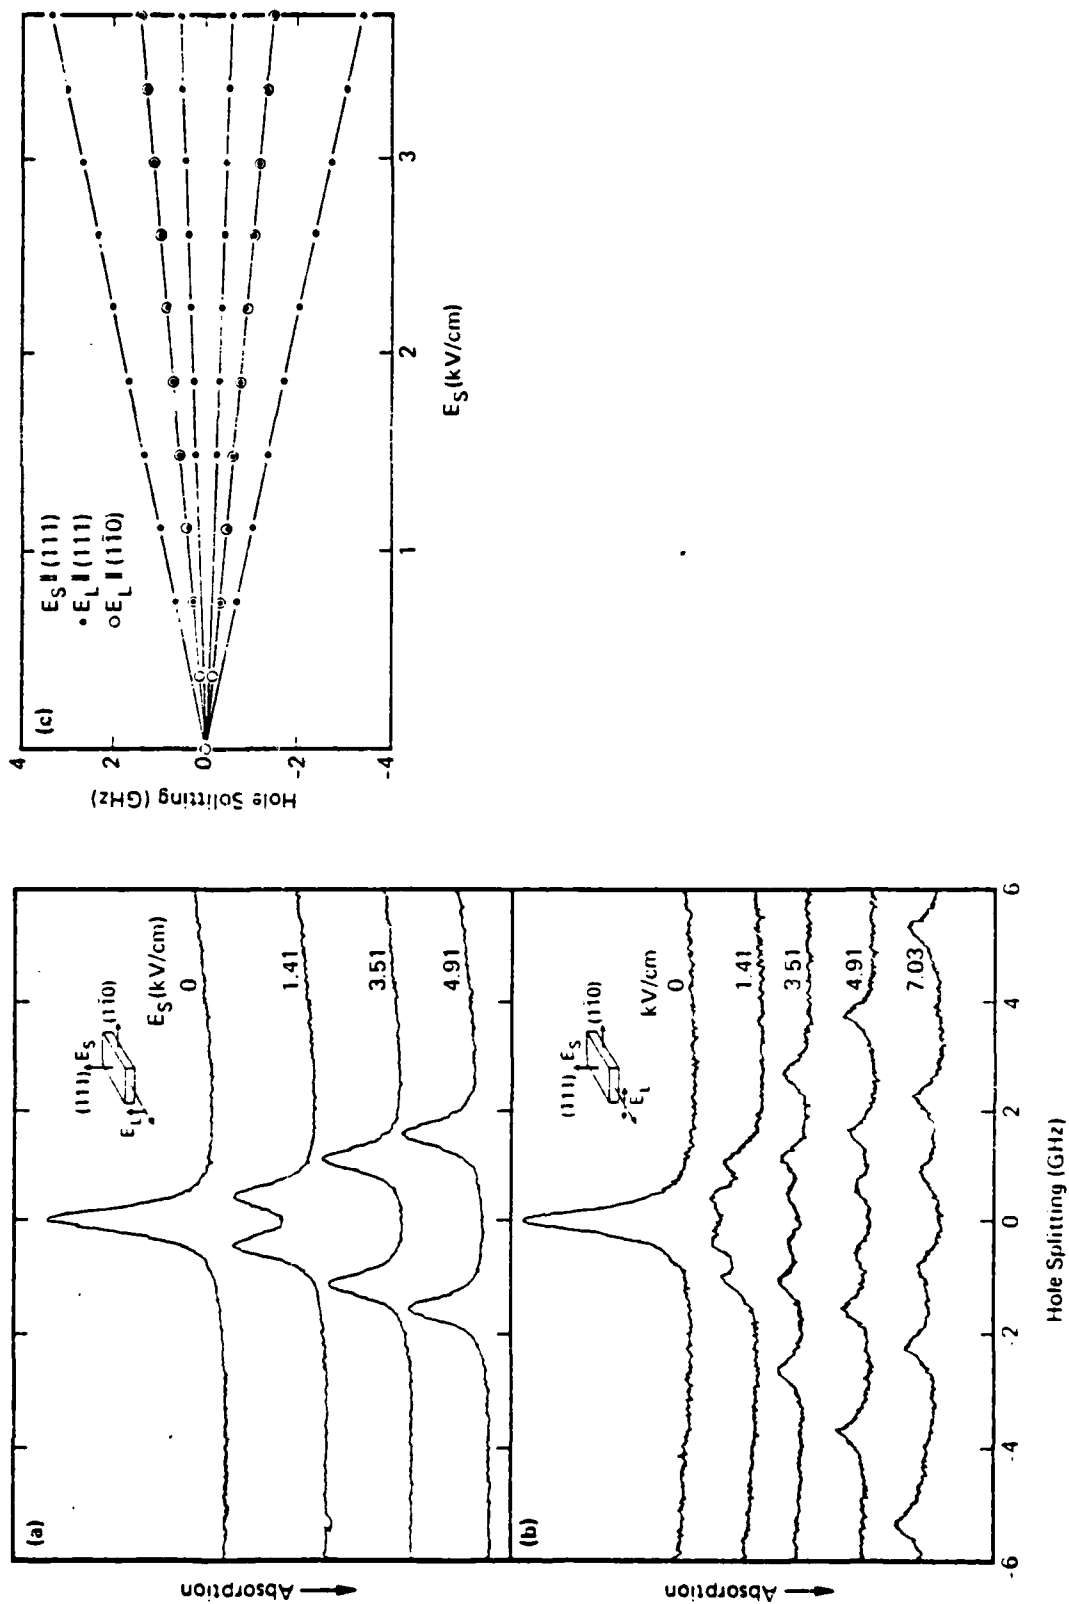 (a)
(111) E_S
E_L
(11̄0)
E_S (kV/cm)
0
1.41
3.51
4.91
Absorption
(b)
(111) E_S
E_L
(11̄0)
kV/cm
0
1.41
3 51
4.91
7.03
Absorption
-6
-4
-2
0
2
4
6
Hole Splitting (GHz)
(c)
E_S ∥ (111)
• E_L ∥ (111)
○ E_L ∥ (11̄0)
4
2
0
-2
-4
Hole Splitting (GHz)
1
2
3
E_S (kV/cm)